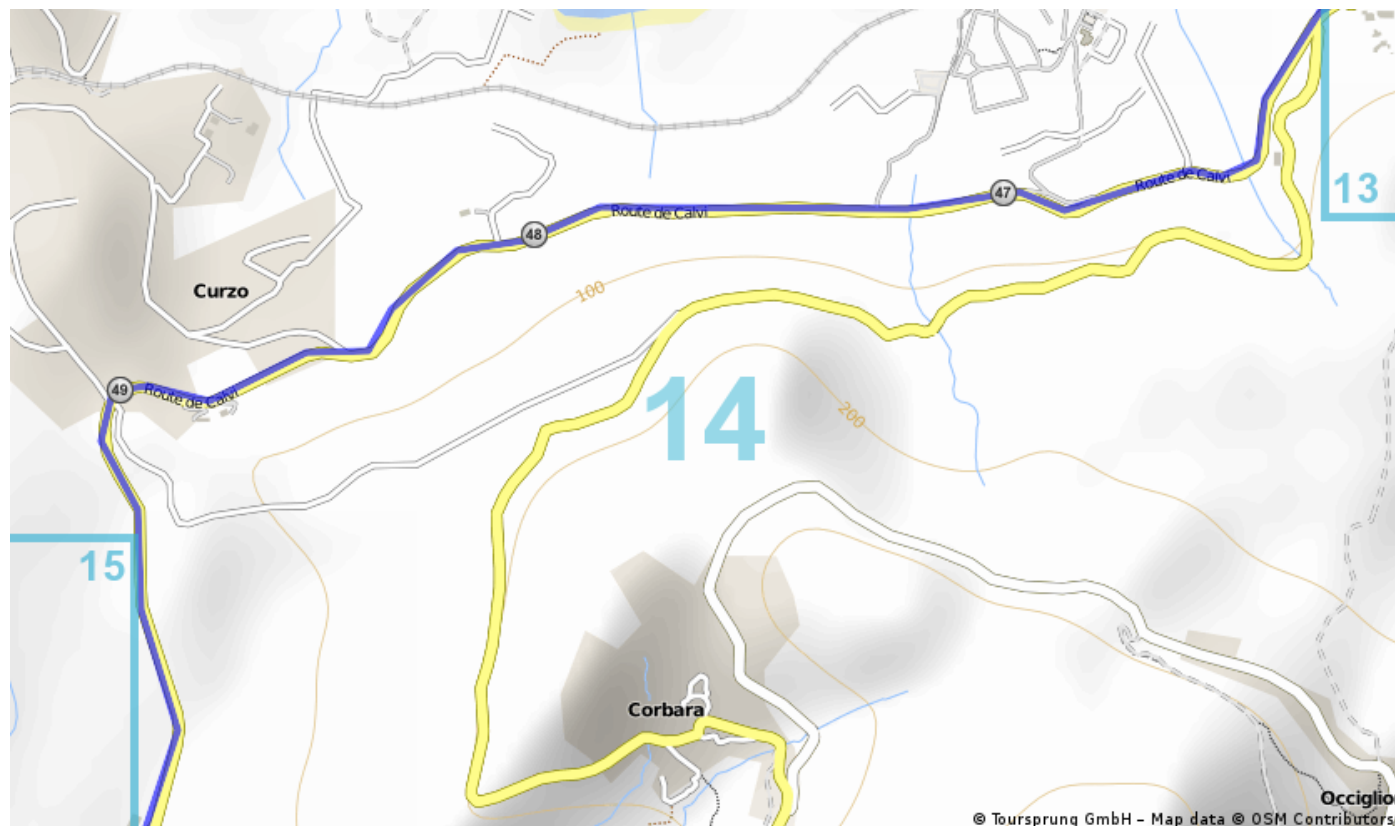 13
47
Route de Calvi
Route de Calvi
48
100
Curzo
49
Route de Calvi
14
200
15
Corbara
Occiglio
© Toursprung GmbH – Map data © OSM Contributors